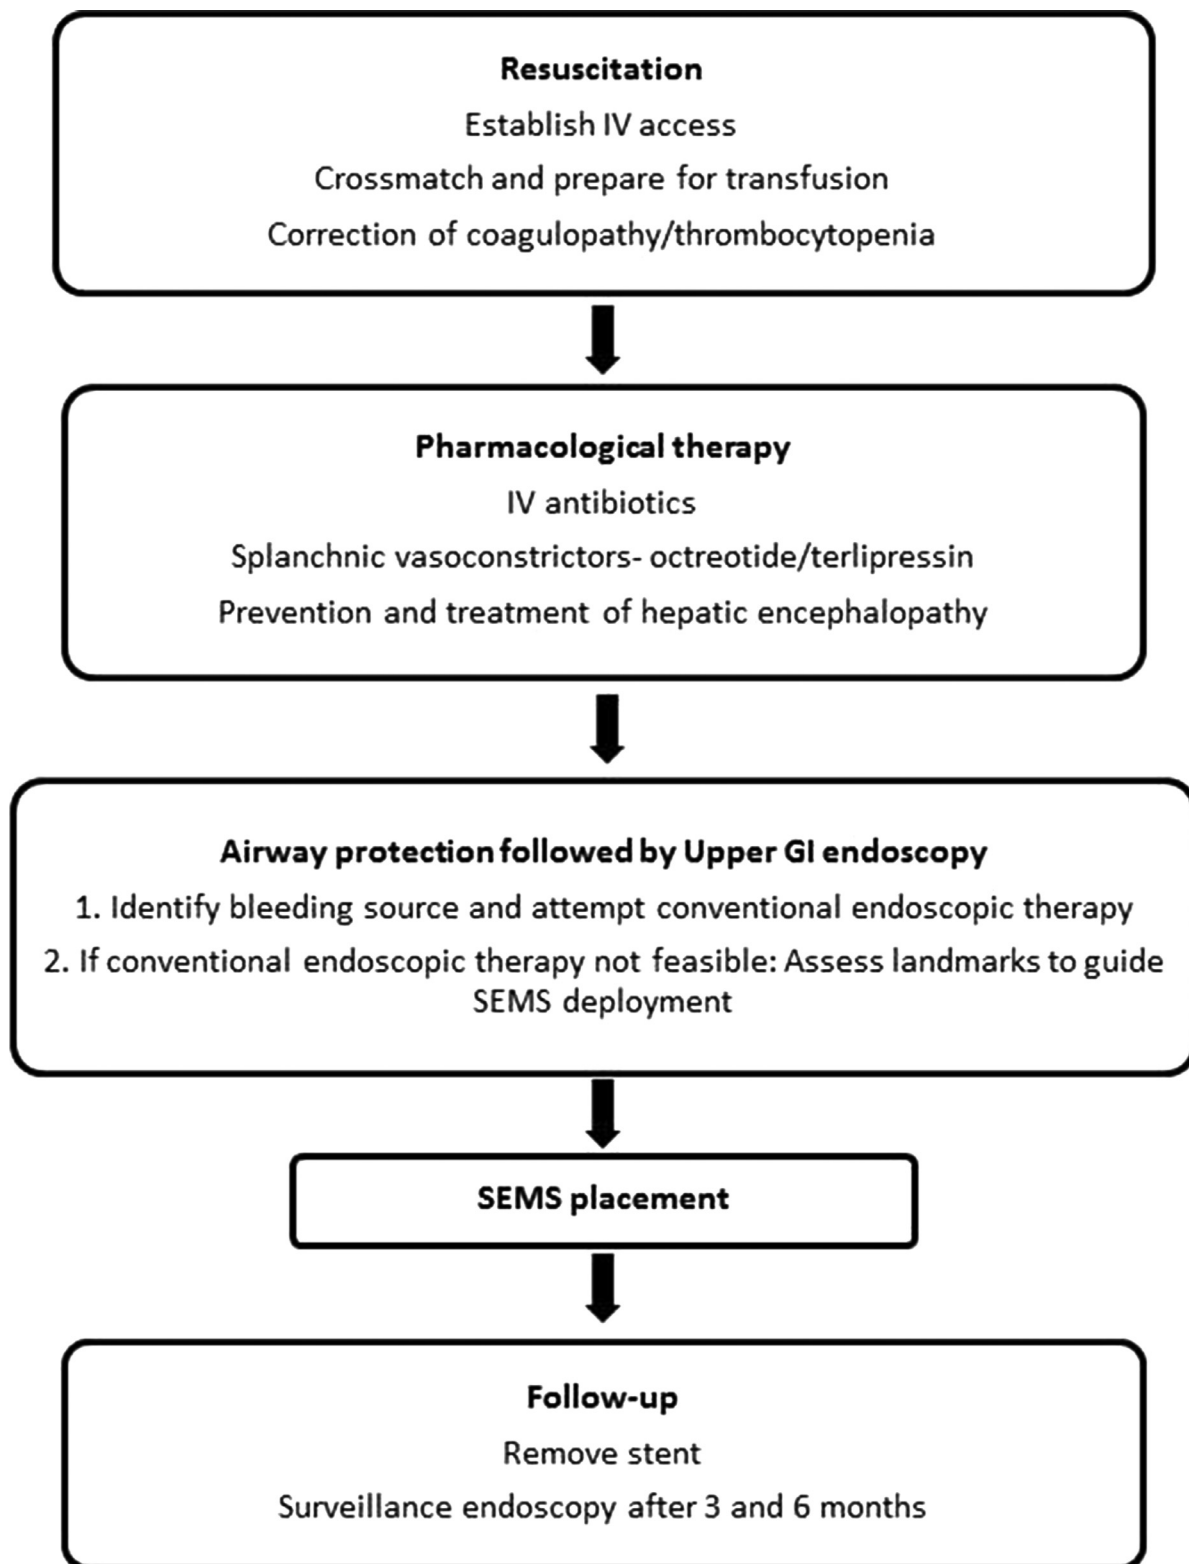 Resuscitation
Establish IV access
Crossmatch and prepare for transfusion
Correction of coagulopathy/thrombocytopenia
Pharmacological therapy
IV antibiotics
Splanchnic vasoconstrictors- octreotide/terlipressin
Prevention and treatment of hepatic encephalopathy
Airway protection followed by Upper GI endoscopy
1. Identify bleeding source and attempt conventional endoscopic therapy
2. If conventional endoscopic therapy not feasible: Assess landmarks to guide
SEMS deployment
SEMS placement
Follow-up
Remove stent
Surveillance endoscopy after 3 and 6 months